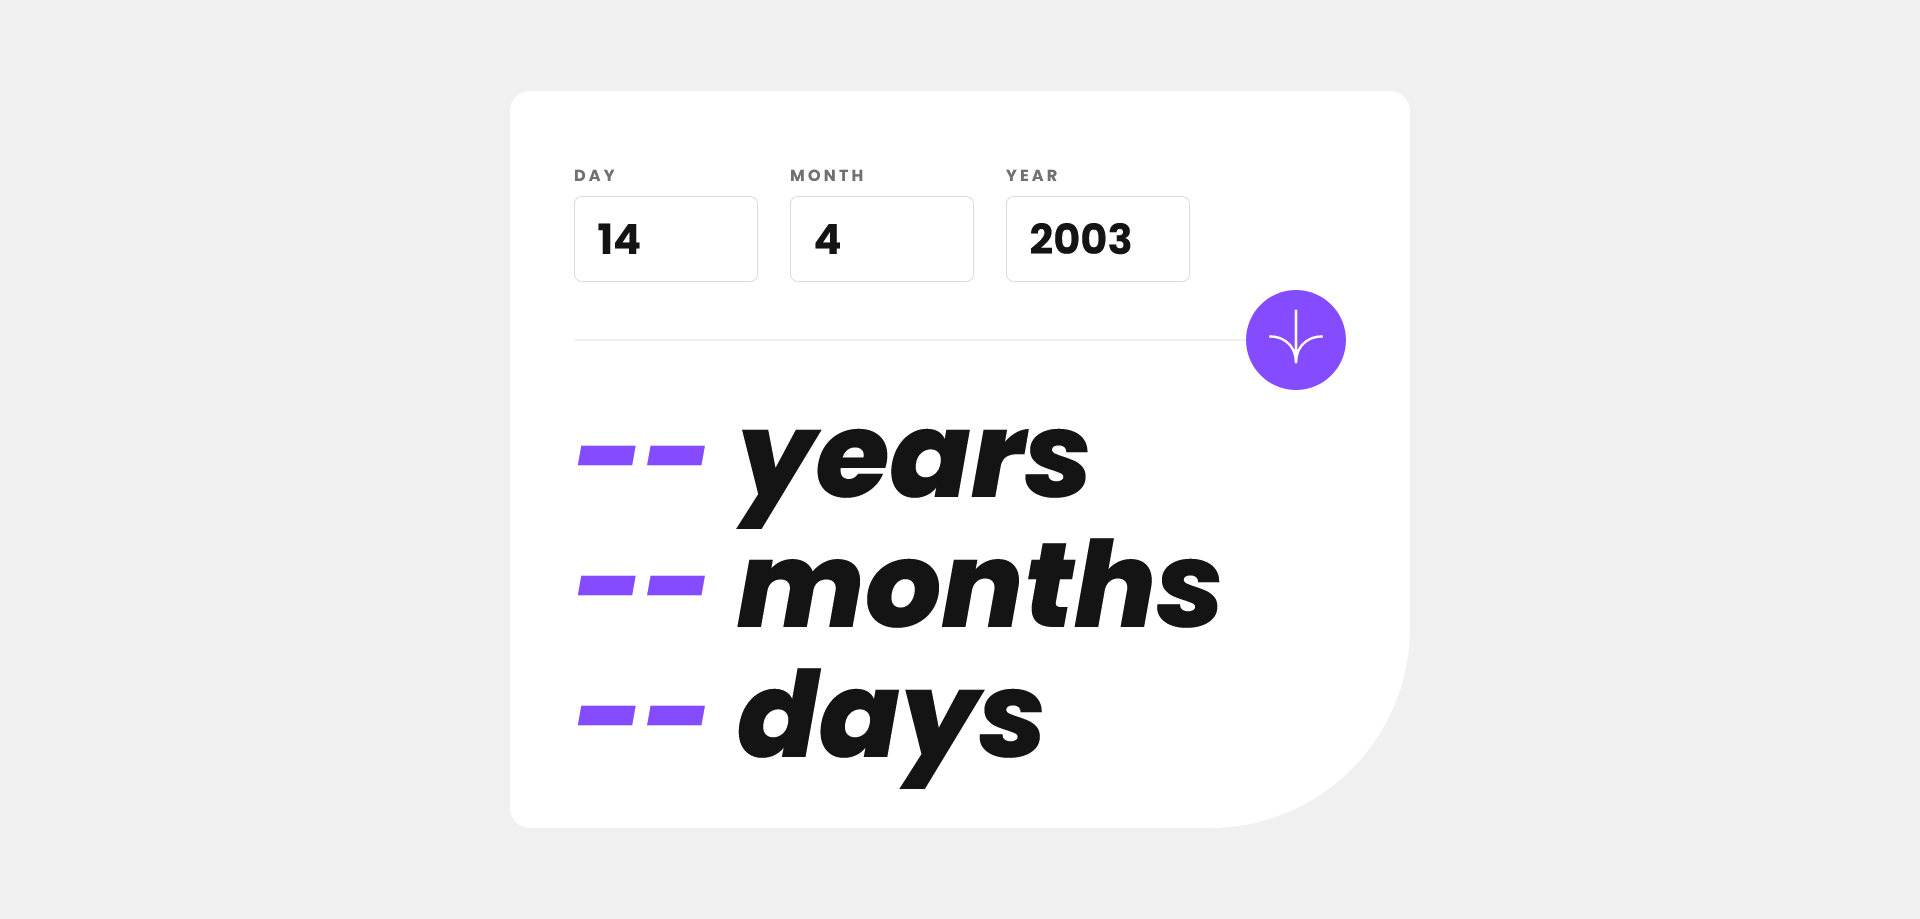 DAY MONTH YEAR
14 4 2003
-- years
-- months
-- days